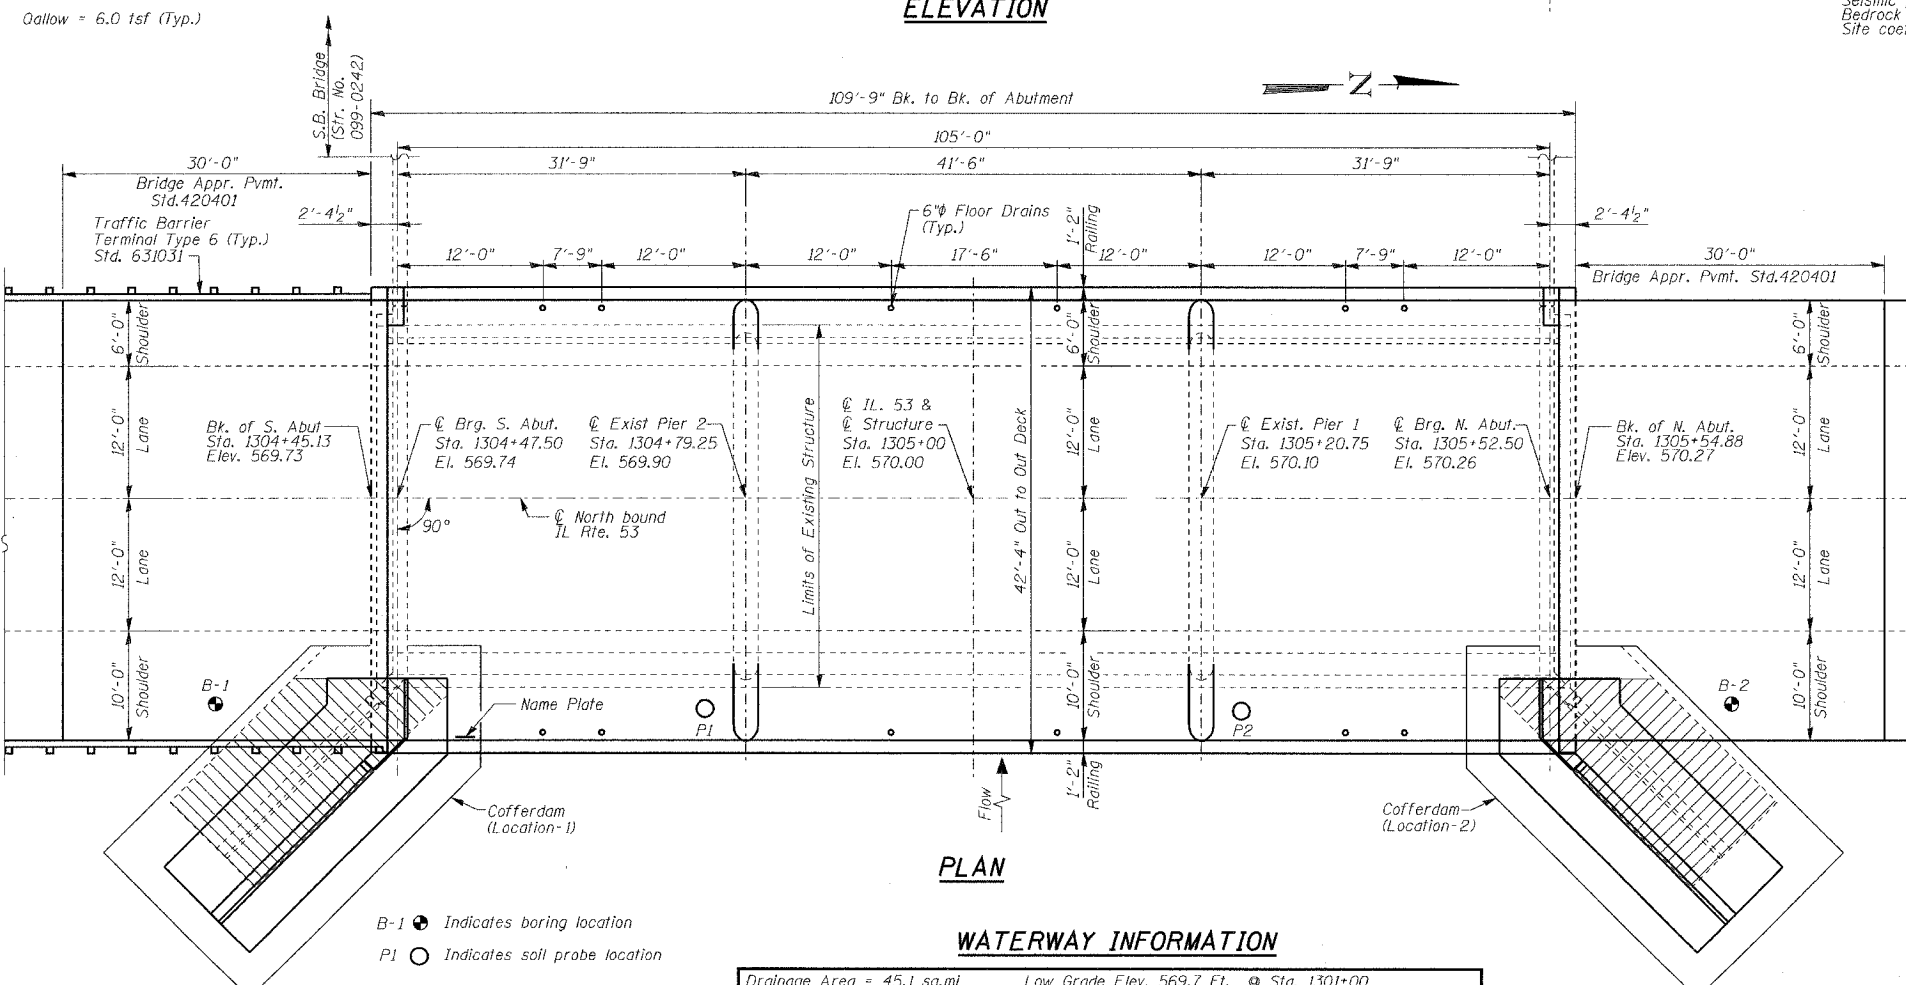 Qallow = 6.0 tsf (Typ.)
ELEVATION
Bedrock
S.B. Bridge
(Str. No.
099-0242)
Z
109'-9" Bk. to Bk. of Abutment
105'-0"
30'-0"
31'-9"
41'-6"
31'-9"
Bridge Appr. Pvmt.
Std.420401
2'-4½"
Traffic Barrier
Terminal Type 6 (Typ.)
Std. 631031
6"ϕ Floor Drains
(Typ.)
1'-2"
Railing
2'-4½"
12'-0"
7'-9"
12'-0"
12'-0"
17'-6"
12'-0"
12'-0"
7'-9"
12'-0"
30'-0"
Bridge Appr. Pvmt. Std.420401
6'-0"
Shoulder
6'-0"
Shoulder
6'-0"
Shoulder
12'-0"
Lane
Bk. of S. Abut
Sta. 1304+45.13
Elev. 569.73
℄ Brg. S. Abut.
Sta. 1304+47.50
El. 569.74
℄ Exist Pier 2
Sta. 1304+79.25
El. 569.90
Limits of Existing Structure
℄ IL. 53 &
℄ Structure
Sta. 1305+00
El. 570.00
42'-4" Out to Out Deck
12'-0"
Lane
℄ Exist. Pier 1
Sta. 1305+20.75
El. 570.10
℄ Brg. N. Abut.
Sta. 1305+52.50
El. 570.26
Bk. of N. Abut.
Sta. 1305+54.88
Elev. 570.27
12'-0"
Lane
90°
℄ North bound
IL Rte. 53
12'-0"
Lane
12'-0"
Lane
12'-0"
Lane
10'-0"
Shoulder
B-1
Name Plate
P1
10'-0"
Shoulder
P2
B-2
10'-0"
Shoulder
1'-2"
Railing
Flow
Cofferdam
(Location-1)
Cofferdam
(Location-2)
PLAN
B-1 Indicates boring location
P1 Indicates soil probe location
WATERWAY INFORMATION
Drainage Area = 45.1 sq.mi Low Grade Elev. 569.7 Ft. @ Sta. 1301+00